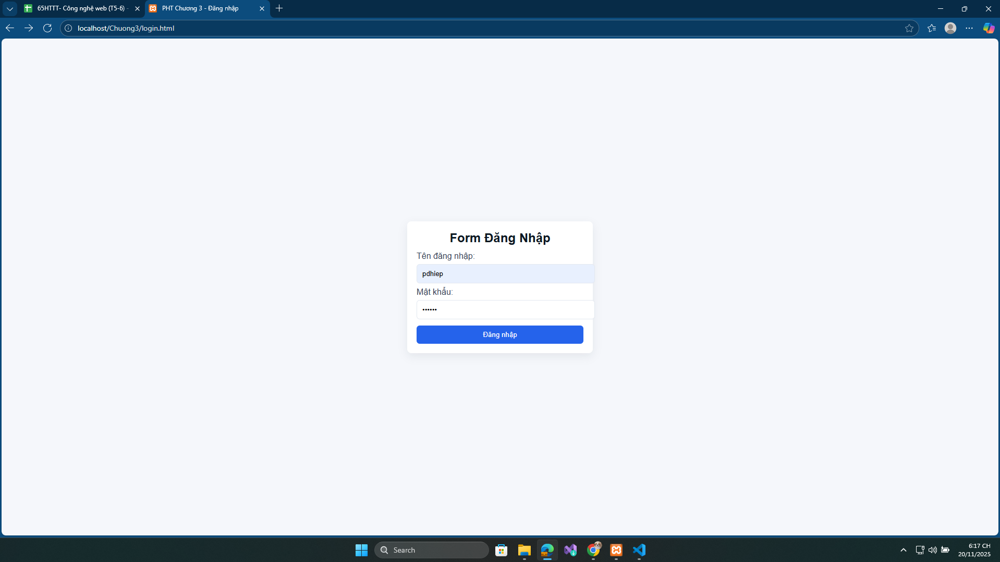 65HTTT- Công nghệ web (T5-6) -
PHT Chương 3 - Đăng nhập
localhost/Chuong3/login.html
Form Đăng Nhập
Tên đăng nhập:
pdhiep
Mật khẩu:
••••••
Đăng nhập
Search
6:17 CH
20/11/2025